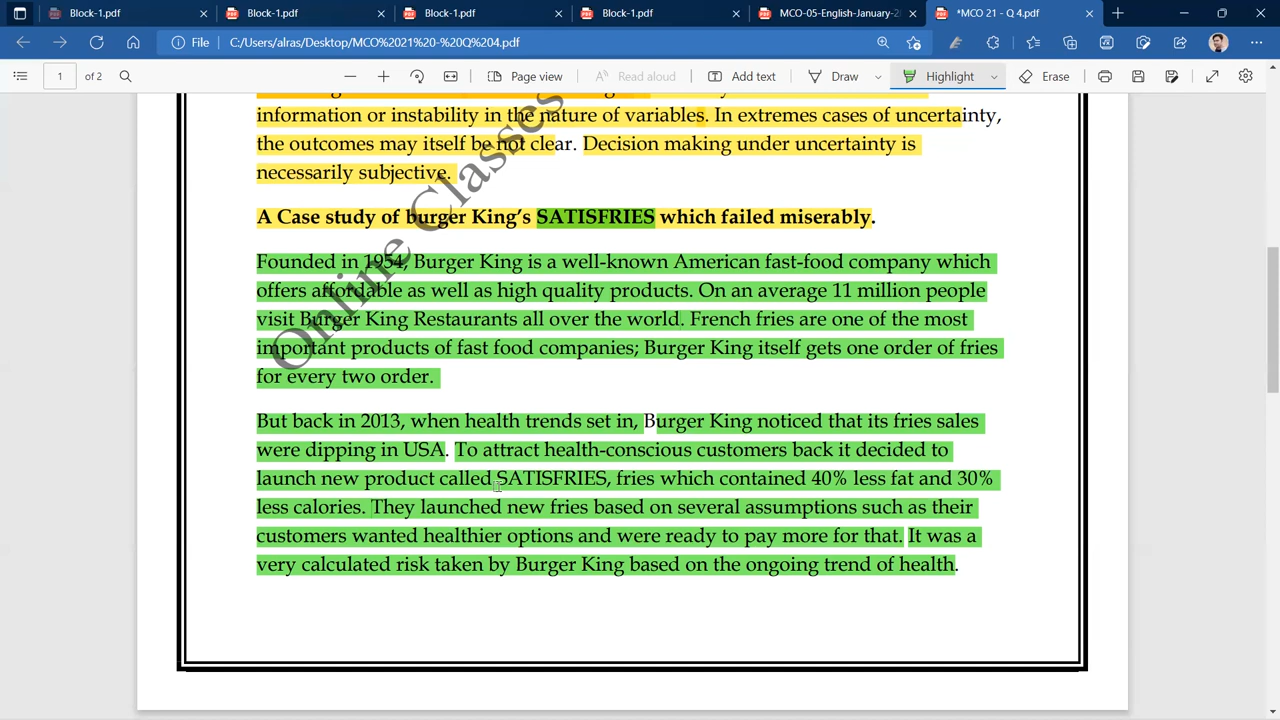 Block-1.pdf
Block-1.pdf
Block-1.pdf
Block-1.pdf
MCO-05-English-January-2
*MCO 21 - Q 4.pdf
File
C:/Users/alras/Desktop/MCO%2021%20-%20Q%204.pdf
1 of 2
Page view
Read aloud
Add text
Draw
Highlight
Erase
information or instability in the nature of variables. In extremes cases of uncertainty,
the outcomes may itself be not clear. Decision making under uncertainty is
necessarily subjective.
A Case study of burger King's SATISFRIES which failed miserably.
Founded in 1954, Burger King is a well-known American fast-food company which
offers affordable as well as high quality products. On an average 11 million people
visit Burger King Restaurants all over the world. French fries are one of the most
important products of fast food companies; Burger King itself gets one order of fries
for every two order.
But back in 2013, when health trends set in, Burger King noticed that its fries sales
were dipping in USA. To attract health-conscious customers back it decided to
launch new product called SATISFRIES, fries which contained 40% less fat and 30%
less calories. They launched new fries based on several assumptions such as their
customers wanted healthier options and were ready to pay more for that. It was a
very calculated risk taken by Burger King based on the ongoing trend of health.
Online Classes